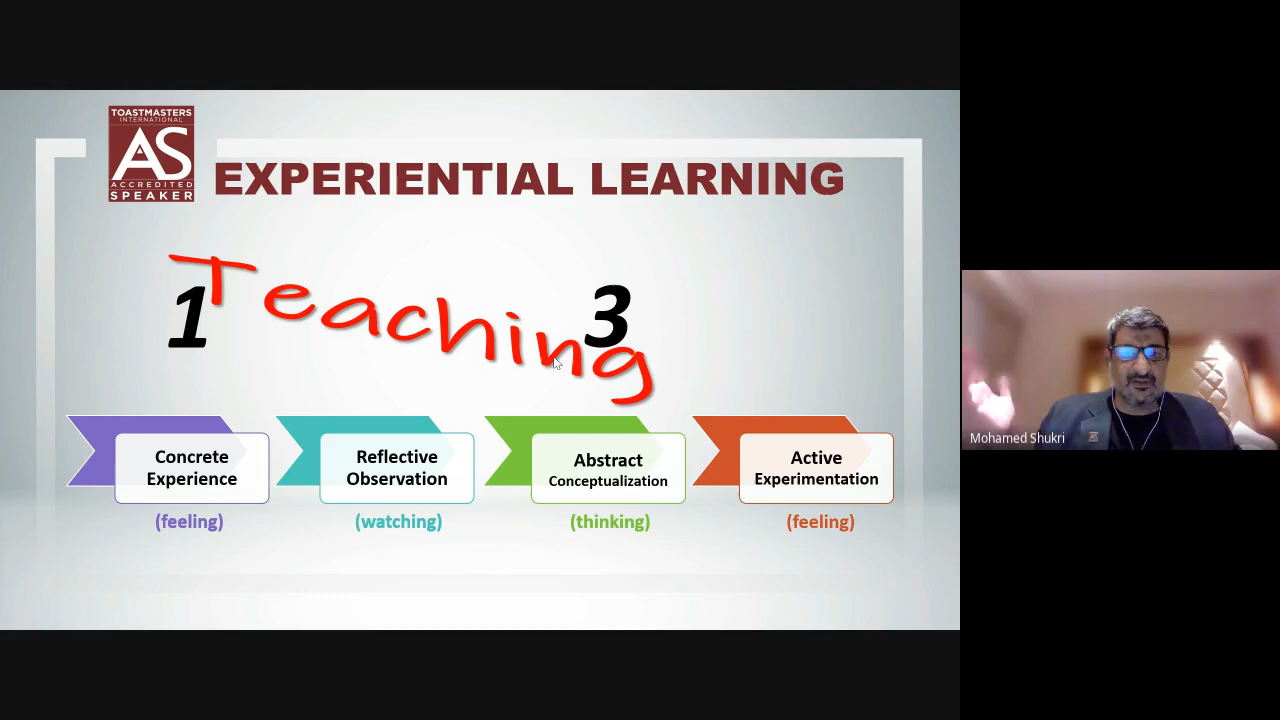 TOASTMASTERS
INTERNATIONAL
AS
ACCREDITED
SPEAKER
EXPERIENTIAL LEARNING
Teaching
1
3
Concrete
Experience
Reflective
Observation
Abstract
Conceptualization
Active
Experimentation
(feeling)
(watching)
(thinking)
(feeling)
Mohamed Shukri